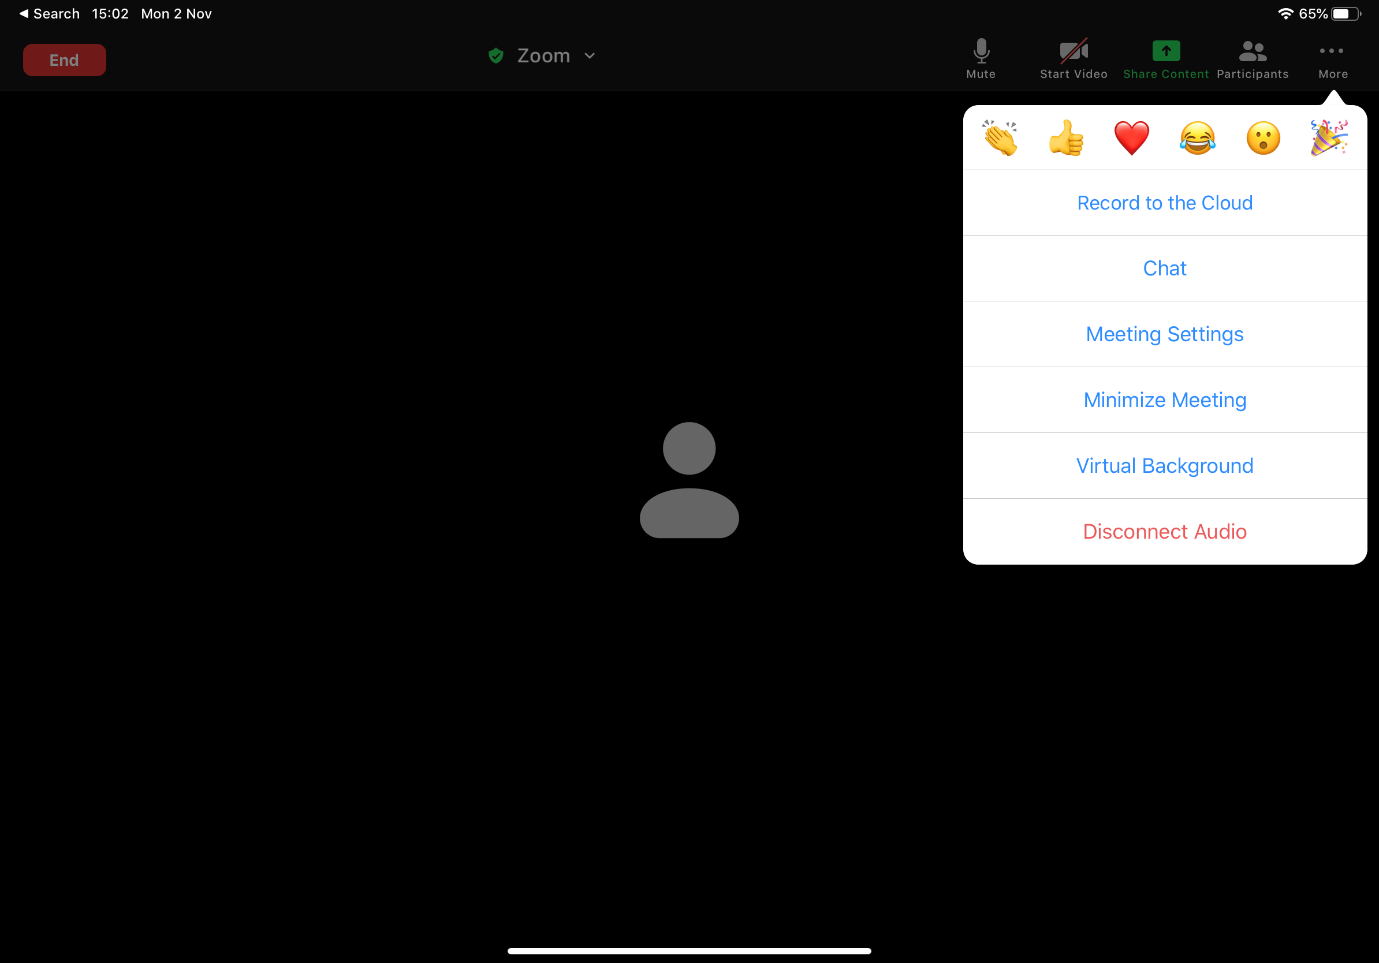 Search 15:02 Mon 2 Nov 65%
End Zoom
Mute Start Video Share Content Participants More
Record to the Cloud
Chat
Meeting Settings
Minimize Meeting
Virtual Background
Disconnect Audio